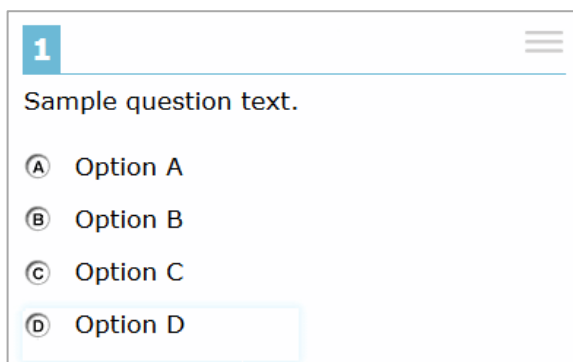 1
Sample question text.
A Option A
B Option B
C Option C
D Option D